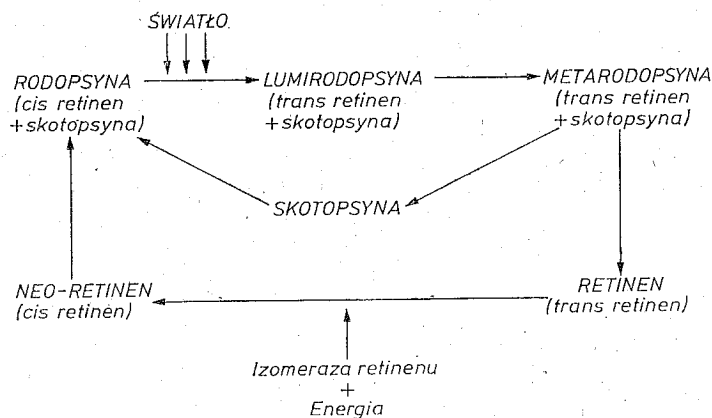 ŚWIATŁO
RODOPSYNA
(cis retinen
+skotopsyna)
LUMIRODOPSYNA
(trans retinen
+skotopsyna)
METARODOPSYNA
(trans retinen
+skotopsyna)
SKOTOPSYNA
NEO-RETINEN
(cis retinen)
RETINEN
(trans retinen)
Izomeraza retinenu
+
Energia